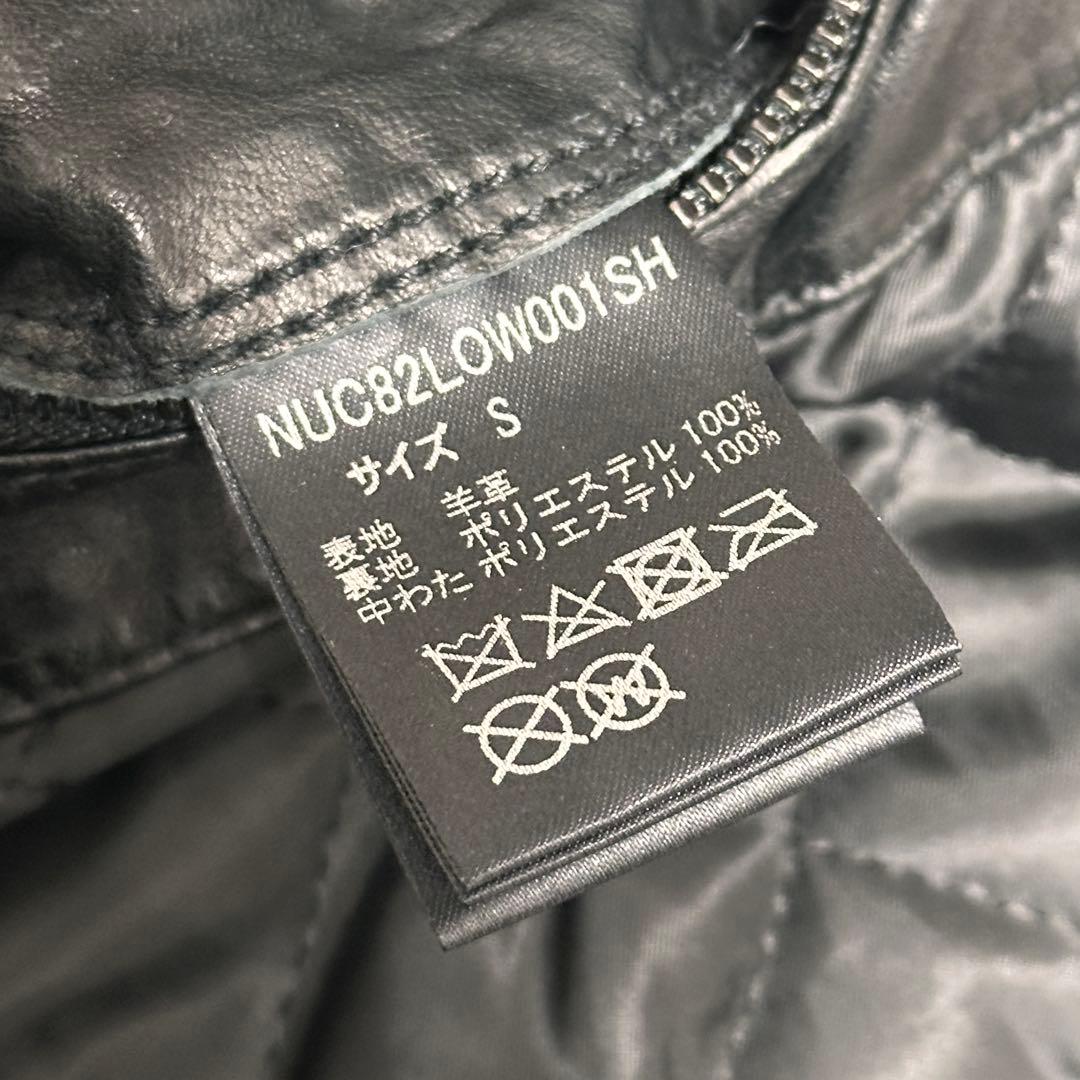 NUC82LOW001SH
サイズ S
表地 羊革
裏地 ポリエステル 100%
中わた ポリエステル 100%
W